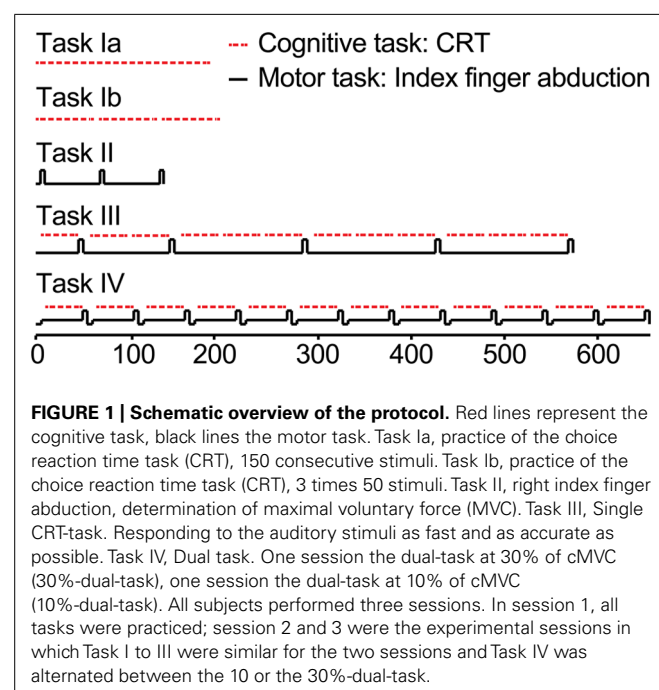 Task Ia
Cognitive task: CRT
Motor task: Index finger abduction
Task Ib
Task II
Task III
Task IV
0 100 200 300 400 500 600
FIGURE 1 | Schematic overview of the protocol. Red lines represent the
cognitive task, black lines the motor task. Task Ia, practice of the choice
reaction time task (CRT), 150 consecutive stimuli. Task Ib, practice of the
choice reaction time task (CRT), 3 times 50 stimuli. Task II, right index finger
abduction, determination of maximal voluntary force (MVC). Task III, Single
CRT-task. Responding to the auditory stimuli as fast and as accurate as
possible. Task IV, Dual task. One session the dual-task at 30% of cMVC
(30%-dual-task), one session the dual-task at 10% of cMVC
(10%-dual-task). All subjects performed three sessions. In session 1, all
tasks were practiced; session 2 and 3 were the experimental sessions in
which Task I to III were similar for the two sessions and Task IV was
alternated between the 10 or the 30%-dual-task.